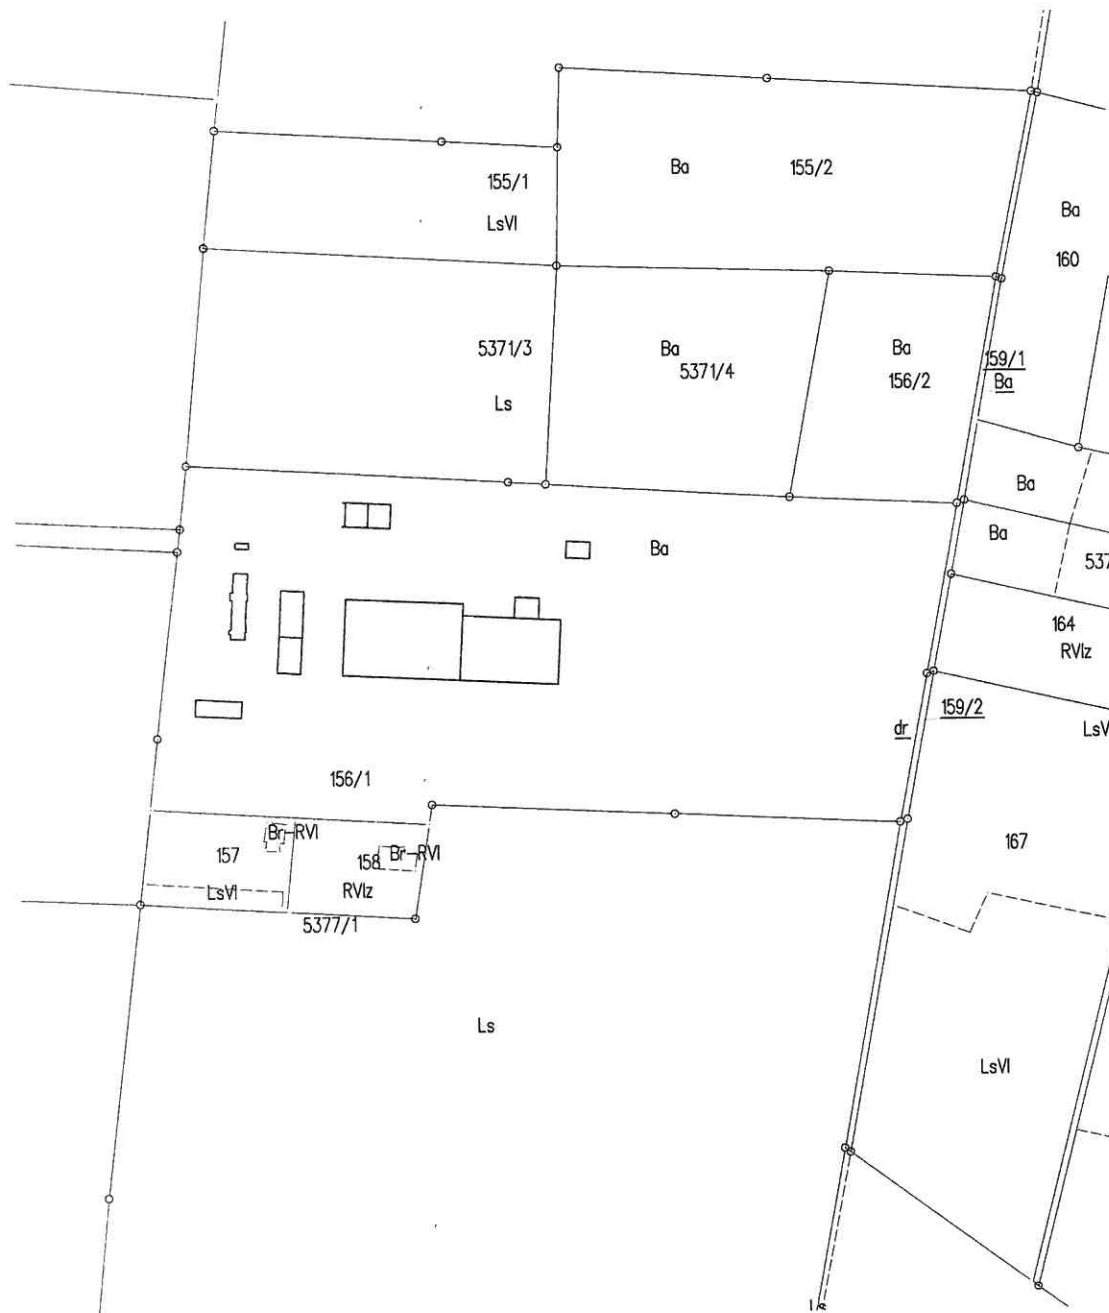 155/1
Ba
155/2
Ba
LsVI
160
5371/3
Ba
5371/4
Ba
156/2
159/1
Ba
Ls
Ba
Ba
Ba
537
164
RVIz
159/2
dr
LsV
156/1
157
Br-RVI
158
Br-RVI
167
LsVI
RVIz
5377/1
Ls
LsVI